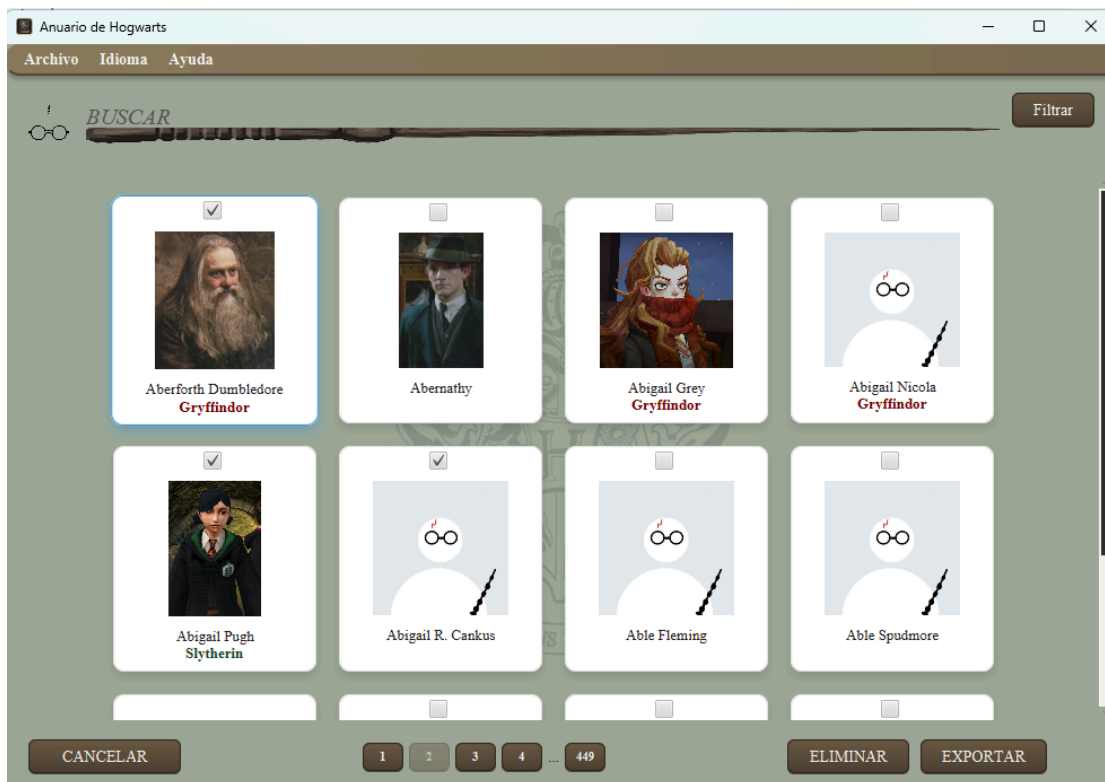 Anuario de Hogwarts
Archivo Idioma Ayuda
BUSCAR
Filtrar
Aberforth Dumbledore
Gryffindor
Abernathy
Abigail Grey
Gryffindor
Abigail Nicola
Gryffindor
Abigail Pugh
Slytherin
Abigail R. Cankus
Able Fleming
Able Spudmore
CANCELAR
1 2 3 4 ... 449
ELIMINAR
EXPORTAR